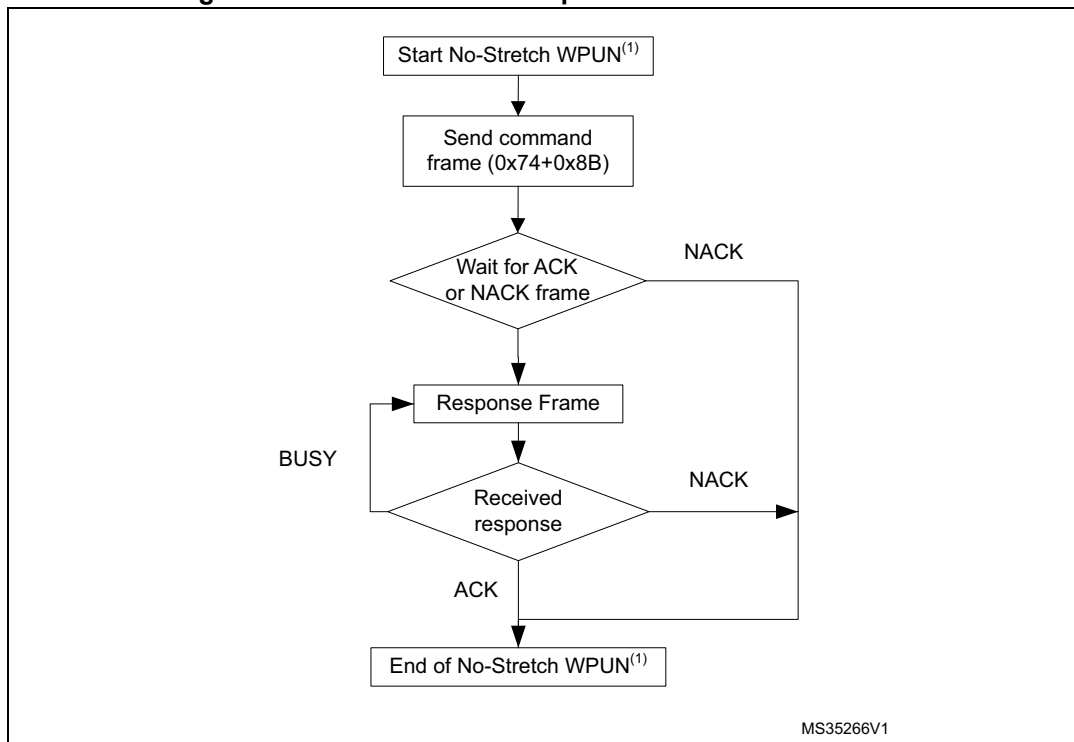 Start No-Stretch WPUN(1)
Send command
frame (0x74+0x8B)
Wait for ACK
or NACK frame
NACK
Response Frame
BUSY
Received
response
NACK
ACK
End of No-Stretch WPUN(1)
MS35266V1